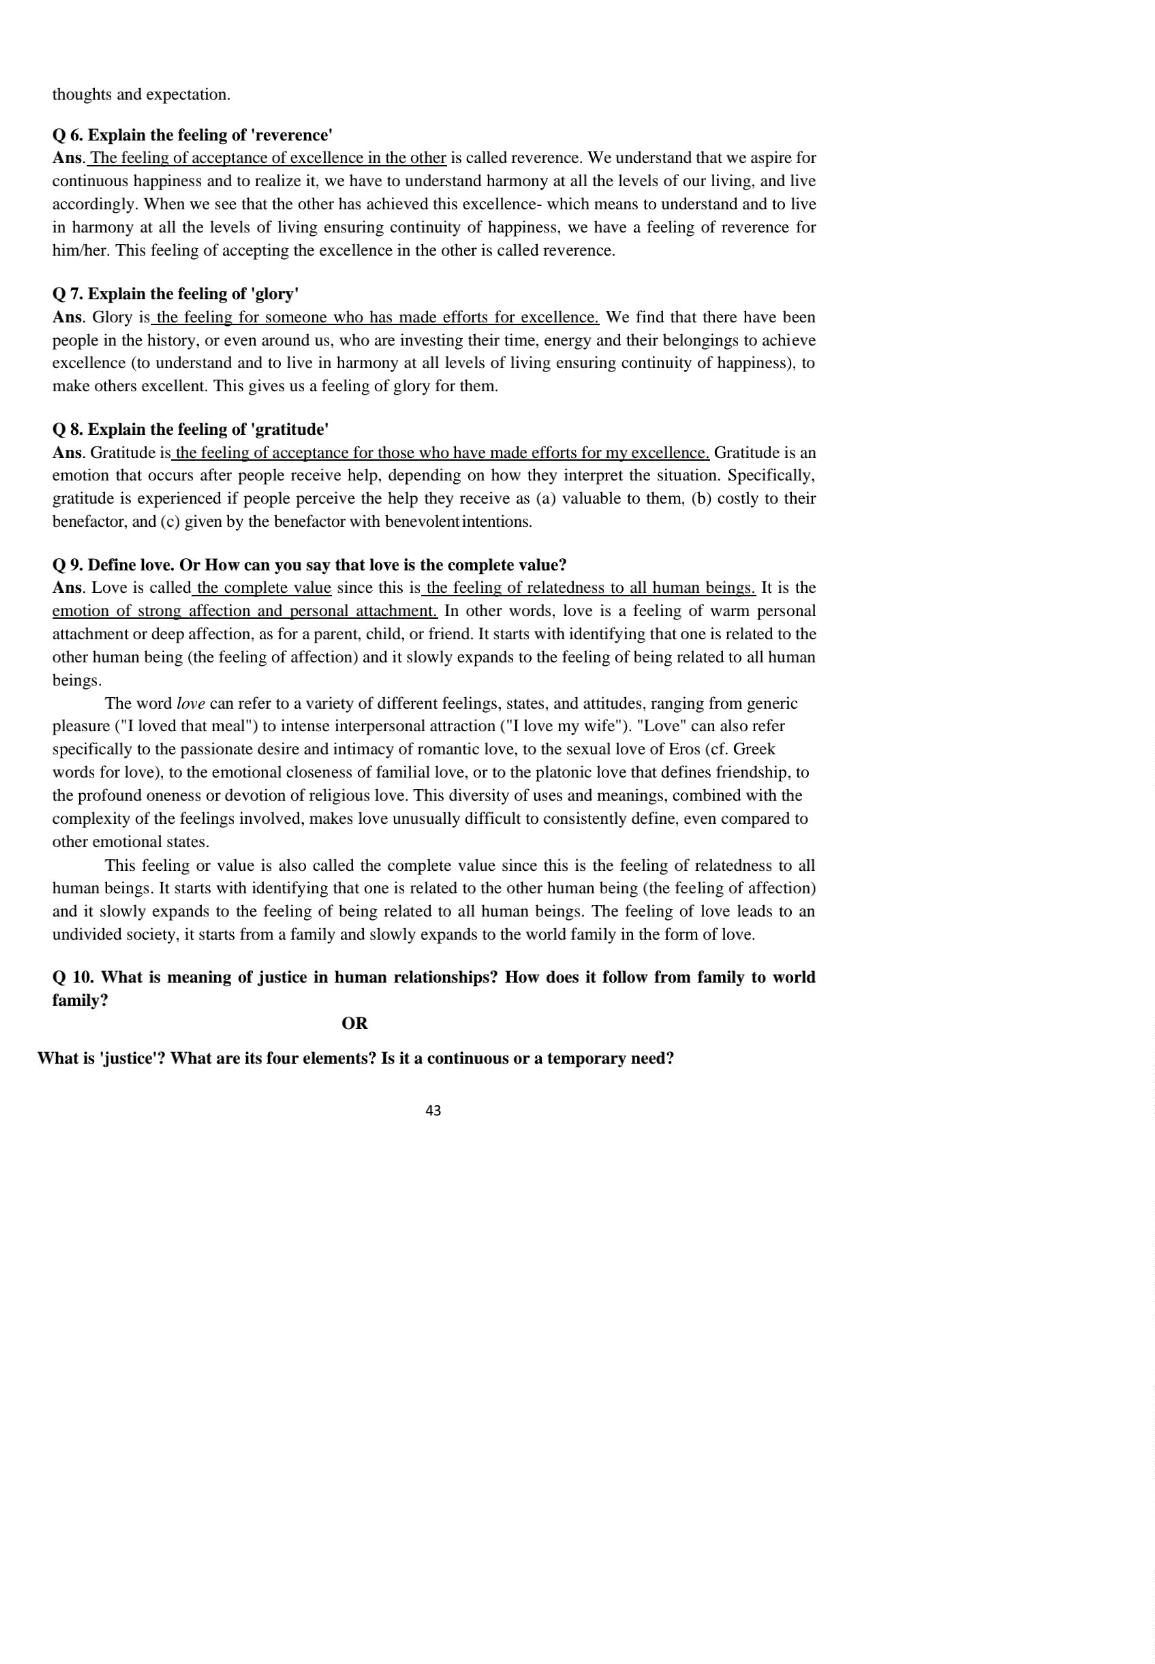 thoughts and expectation.
Q 6. Explain the feeling of 'reverence'
Ans. The feeling of acceptance of excellence in the other is called reverence. We understand that we aspire for
continuous happiness and to realize it, we have to understand harmony at all the levels of our living, and live
accordingly. When we see that the other has achieved this excellence- which means to understand and to live
in harmony at all the levels of living ensuring continuity of happiness, we have a feeling of reverence for
him/her. This feeling of accepting the excellence in the other is called reverence.
Q 7. Explain the feeling of 'glory'
Ans. Glory is the feeling for someone who has made efforts for excellence. We find that there have been
people in the history, or even around us, who are investing their time, energy and their belongings to achieve
excellence (to understand and to live in harmony at all levels of living ensuring continuity of happiness), to
make others excellent. This gives us a feeling of glory for them.
Q 8. Explain the feeling of 'gratitude'
Ans. Gratitude is the feeling of acceptance for those who have made efforts for my excellence. Gratitude is an
emotion that occurs after people receive help, depending on how they interpret the situation. Specifically,
gratitude is experienced if people perceive the help they receive as (a) valuable to them, (b) costly to their
benefactor, and (c) given by the benefactor with benevolent intentions.
Q 9. Define love. Or How can you say that love is the complete value?
Ans. Love is called the complete value since this is the feeling of relatedness to all human beings. It is the
emotion of strong affection and personal attachment. In other words, love is a feeling of warm personal
attachment or deep affection, as for a parent, child, or friend. It starts with identifying that one is related to the
other human being (the feeling of affection) and it slowly expands to the feeling of being related to all human
beings.
The word love can refer to a variety of different feelings, states, and attitudes, ranging from generic
pleasure ("I loved that meal") to intense interpersonal attraction ("I love my wife"). "Love" can also refer
specifically to the passionate desire and intimacy of romantic love, to the sexual love of Eros (cf. Greek
words for love), to the emotional closeness of familial love, or to the platonic love that defines friendship, to
the profound oneness or devotion of religious love. This diversity of uses and meanings, combined with the
complexity of the feelings involved, makes love unusually difficult to consistently define, even compared to
other emotional states.
This feeling or value is also called the complete value since this is the feeling of relatedness to all
human beings. It starts with identifying that one is related to the other human being (the feeling of affection)
and it slowly expands to the feeling of being related to all human beings. The feeling of love leads to an
undivided society, it starts from a family and slowly expands to the world family in the form of love.
Q 10. What is meaning of justice in human relationships? How does it follow from family to world
family?
OR
What is 'justice'? What are its four elements? Is it a continuous or a temporary need?
43